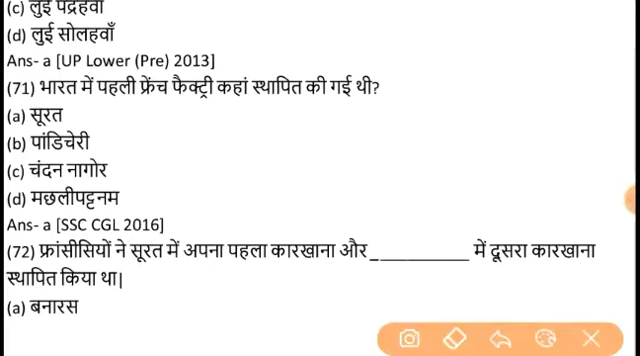 (c) लुई पंद्रहवाँ
(d) लुई सोलहवाँ
Ans- a [UP Lower (Pre) 2013]
(71) भारत में पहली फ्रेंच फैक्ट्री कहां स्थापित की गई थी?
(a) सूरत
(b) पांडिचेरी
(c) चंदन नागोर
(d) मछलीपट्टनम
Ans- a [SSC CGL 2016]
(72) फ्रांसीसियों ने सूरत में अपना पहला कारखाना और __________ में दूसरा कारखाना
स्थापित किया था|
(a) बनारस